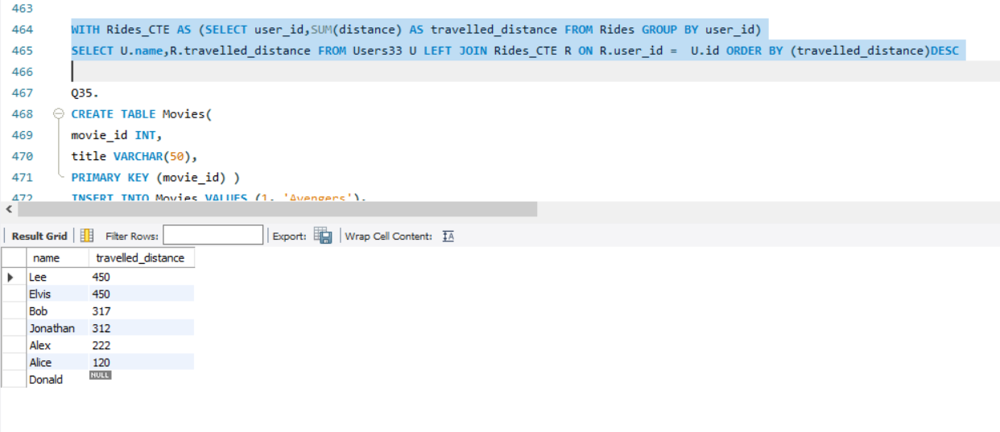 463
464 WITH Rides_CTE AS (SELECT user_id,SUM(distance) AS travelled_distance FROM Rides GROUP BY user_id)
465 SELECT U.name,R.travelled_distance FROM Users33 U LEFT JOIN Rides_CTE R ON R.user_id =  U.id ORDER BY (travelled_distance)DESC
466
467 Q35.
468 CREATE TABLE Movies(
469 movie_id INT,
470 title VARCHAR(50),
471 PRIMARY KEY (movie_id) )
472 INSERT INTO Movies VALUES (1, 'Avengers').
Result Grid Filter Rows: Export: Wrap Cell Content: IA
name travelled_distance
Lee 450
Elvis 450
Bob 317
Jonathan 312
Alex 222
Alice 120
Donald NULL